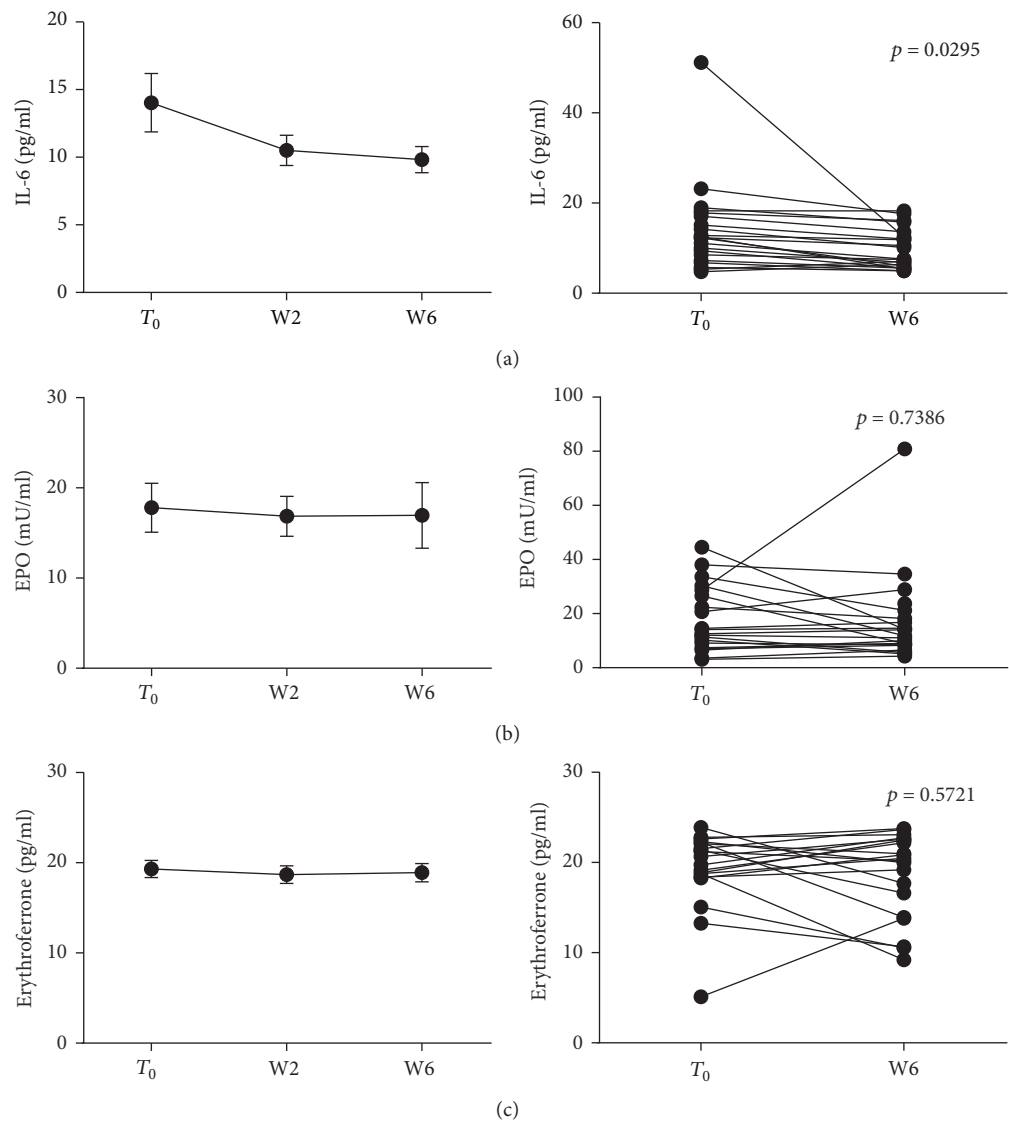 20
15
10
5
0
IL-6 (pg/ml)
T0
W2
W6
60
40
20
0
IL-6 (pg/ml)
p = 0.0295
T0
W6
(a)
30
20
10
0
EPO (mU/ml)
T0
W2
W6
100
80
60
40
20
0
EPO (mU/ml)
p = 0.7386
T0
W6
(b)
30
20
10
0
Erythroferrone (pg/ml)
T0
W2
W6
30
20
10
0
Erythroferrone (pg/ml)
p = 0.5721
T0
W6
(c)